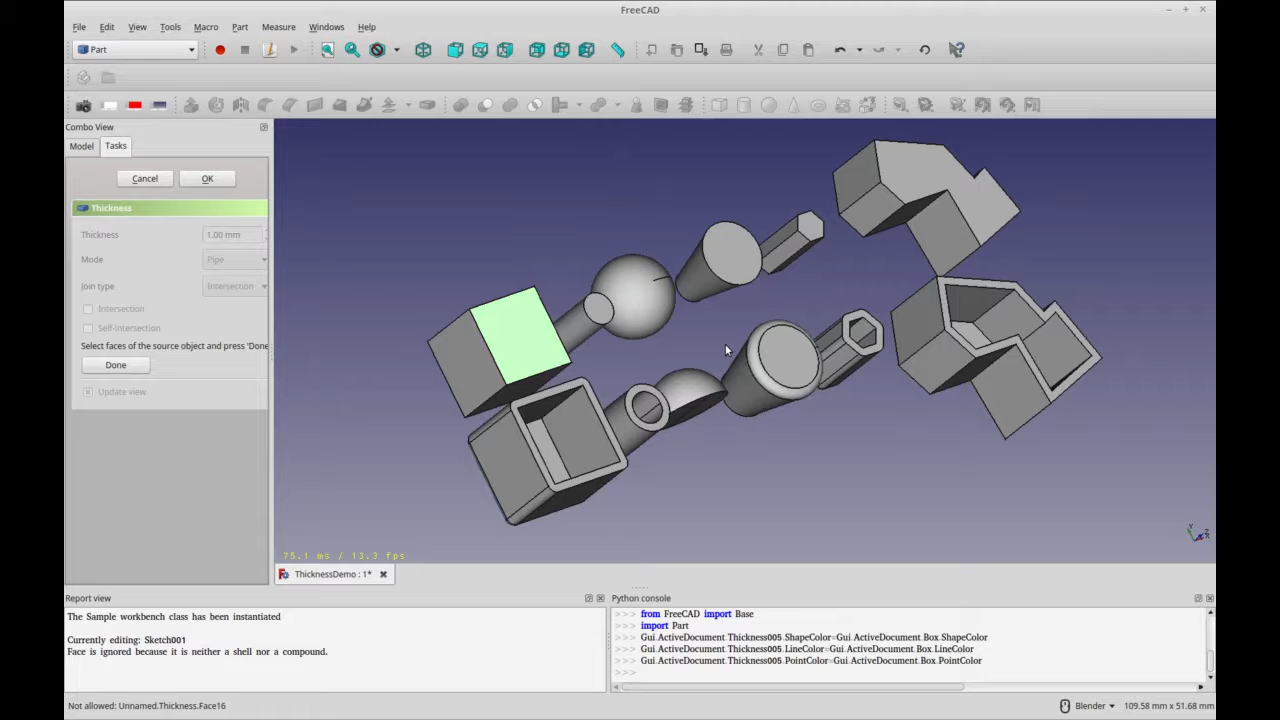 FreeCAD
File Edit View Tools Macro Part Measure Windows Help
Part
Combo View
Model Tasks
Cancel OK
Thickness
Thickness 1.00 mm
Mode Pipe
Join type Intersection
Intersection
Self-intersection
Select faces of the source object and press 'Done
Done
Update view
75.1 ms / 13.3 fps
ThicknessDemo : 1*
Report view
The Sample workbench class has been instantiated
Currently editing: Sketch001
Face is ignored because it is neither a shell nor a compound.
Python console
>>> from FreeCAD import Base
>>> import Part
>>> Gui.ActiveDocument.Thickness005.ShapeColor=Gui.ActiveDocument.Box.ShapeColor
>>> Gui.ActiveDocument.Thickness005.LineColor=Gui.ActiveDocument.Box.LineColor
>>> Gui.ActiveDocument.Thickness005.PointColor=Gui.ActiveDocument.Box.PointColor
>>>
Not allowed: Unnamed.Thickness.Face16
Blender 109.58 mm x 51.68 mm